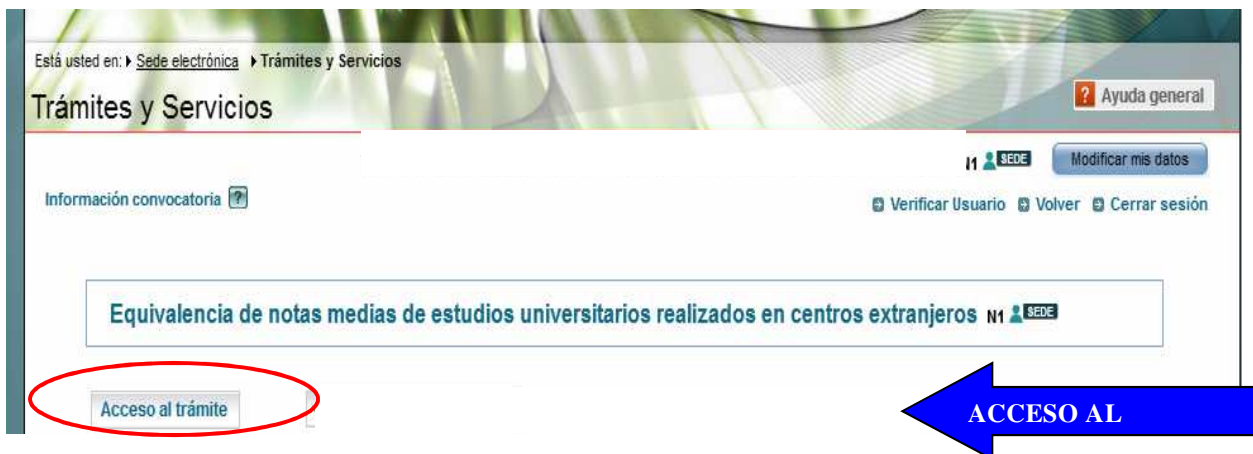 Está usted en: Sede electrónica Trámites y Servicios
Trámites y Servicios
? Ayuda general
N1 SEDE Modificar mis datos
Información convocatoria ?
Verificar Usuario Volver Cerrar sesión
Equivalencia de notas medias de estudios universitarios realizados en centros extranjeros N1 SEDE
Acceso al trámite
ACCESO AL